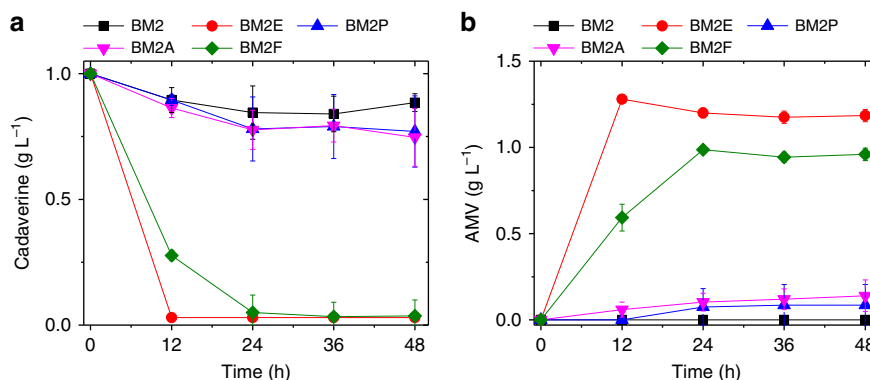 a
BM2 BM2E BM2P
BM2A BM2F
1.0
0.5
0.0
Cadaverine (g L⁻¹)
0 12 24 36 48
Time (h)
b
BM2 BM2E BM2P
BM2A BM2F
1.5
1.0
0.5
0.0
AMV (g L⁻¹)
0 12 24 36 48
Time (h)